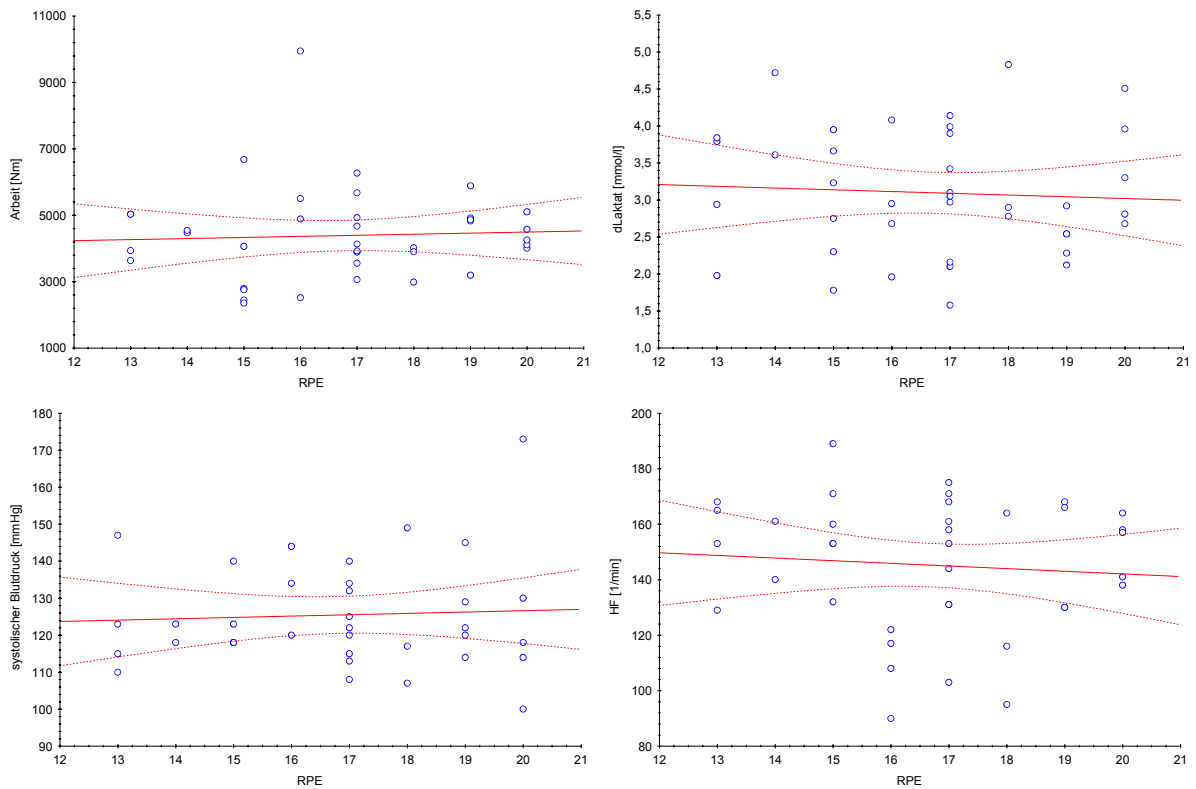 11000
9000
7000
5000
3000
1000
Arbeit [Nm]
12 13 14 15 16 17 18 19 20 21
RPE
5,5
5,0
4,5
4,0
3,5
3,0
2,5
2,0
1,5
1,0
dLaktat [mmol/l]
12 13 14 15 16 17 18 19 20 21
RPE
180
170
160
150
140
130
120
110
100
90
systolischer Blutdruck [mmHg]
12 13 14 15 16 17 18 19 20 21
RPE
200
180
160
140
120
100
80
HF [1/min]
12 13 14 15 16 17 18 19 20 21
RPE